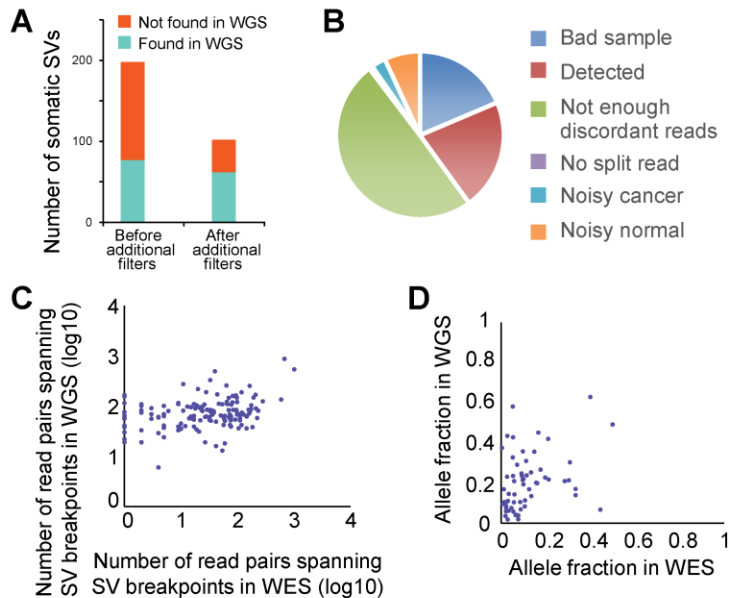 A
Not found in WGS
Found in WGS
Number of somatic SVs
200
100
0
Before
additional
filters
After
additional
filters
B
Bad sample
Detected
Not enough
discordant reads
No split read
Noisy cancer
Noisy normal
C
Number of read pairs spanning
SV breakpoints in WGS (log10)
4
3
2
1
0
0
1
2
3
4
Number of read pairs spanning
SV breakpoints in WES (log10)
D
Allele fraction in WGS
1
0.8
0.6
0.4
0.2
0
0
0.2
0.4
0.6
0.8
1
Allele fraction in WES